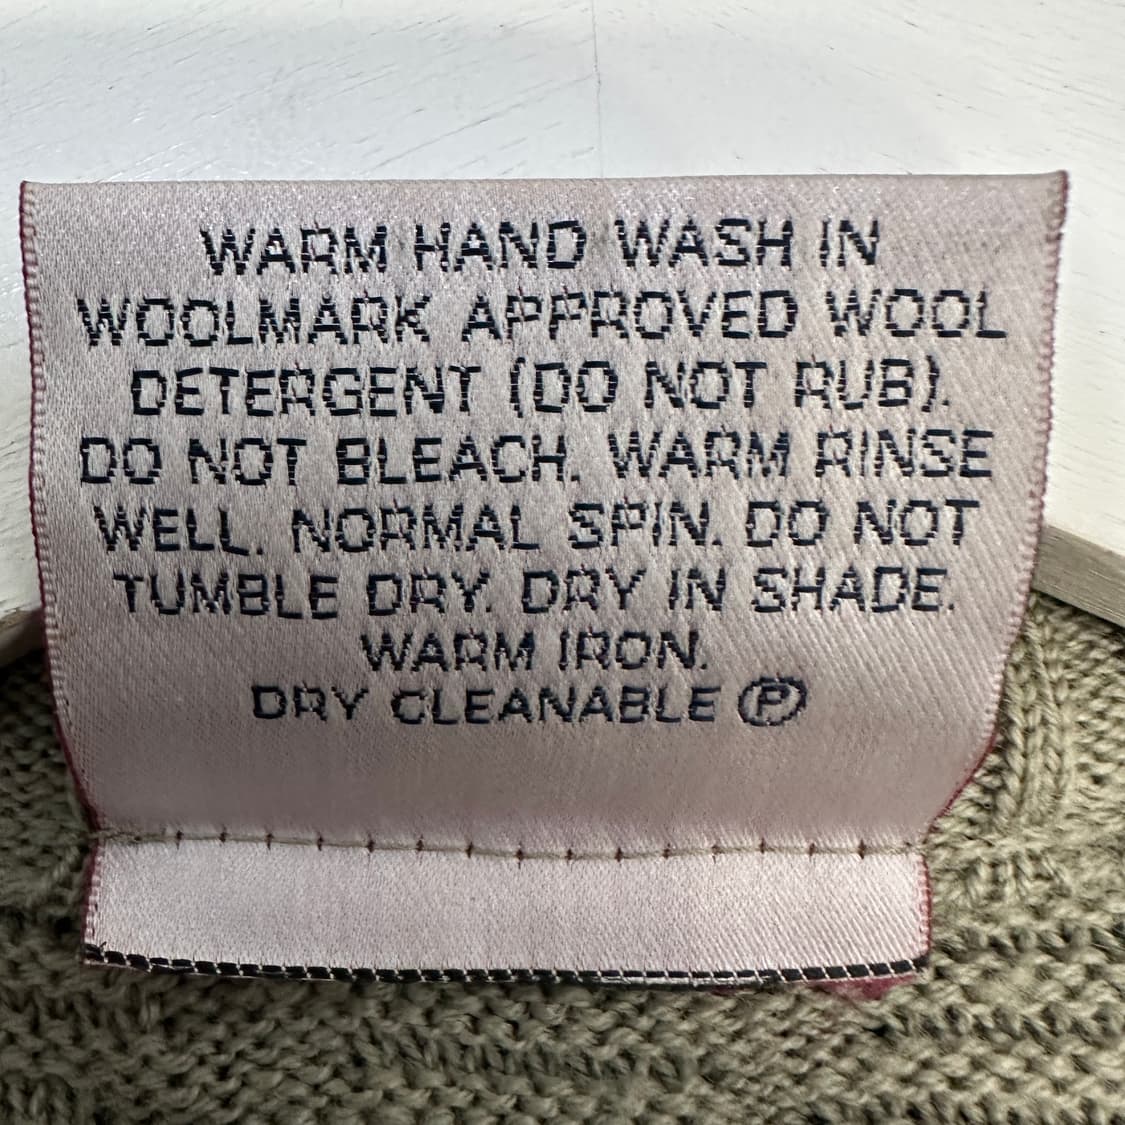 WARM HAND WASH IN
WOOLMARK APPROVED WOOL
DETERGENT (DO NOT RUB).
DO NOT BLEACH. WARM RINSE
WELL. NORMAL SPIN. DO NOT
TUMBLE DRY. DRY IN SHADE.
WARM IRON.
DRY CLEANABLE Ⓟ